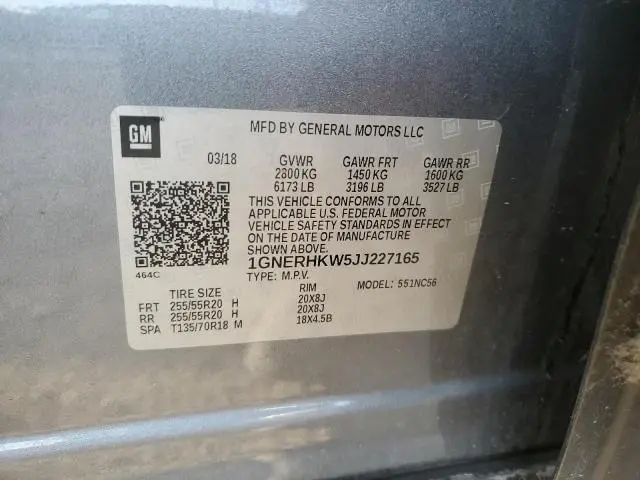 GM
MFD BY GENERAL MOTORS LLC
03/18 GVWR GAWR FRT GAWR RR
2800 KG 1450 KG 1600 KG
6173 LB 3196 LB 3527 LB
THIS VEHICLE CONFORMS TO ALL
APPLICABLE U.S. FEDERAL MOTOR
VEHICLE SAFETY STANDARDS IN EFFECT
ON THE DATE OF MANUFACTURE
SHOWN ABOVE.
464C
1GNERHKW5JJ227165
TYPE: M.P.V. MODEL: SS1NC56
TIRE SIZE RIM
FRT 255/55R20 H 20X8J
RR 255/55R20 H 20X8J
SPA T135/70R18 M 18X4.5B